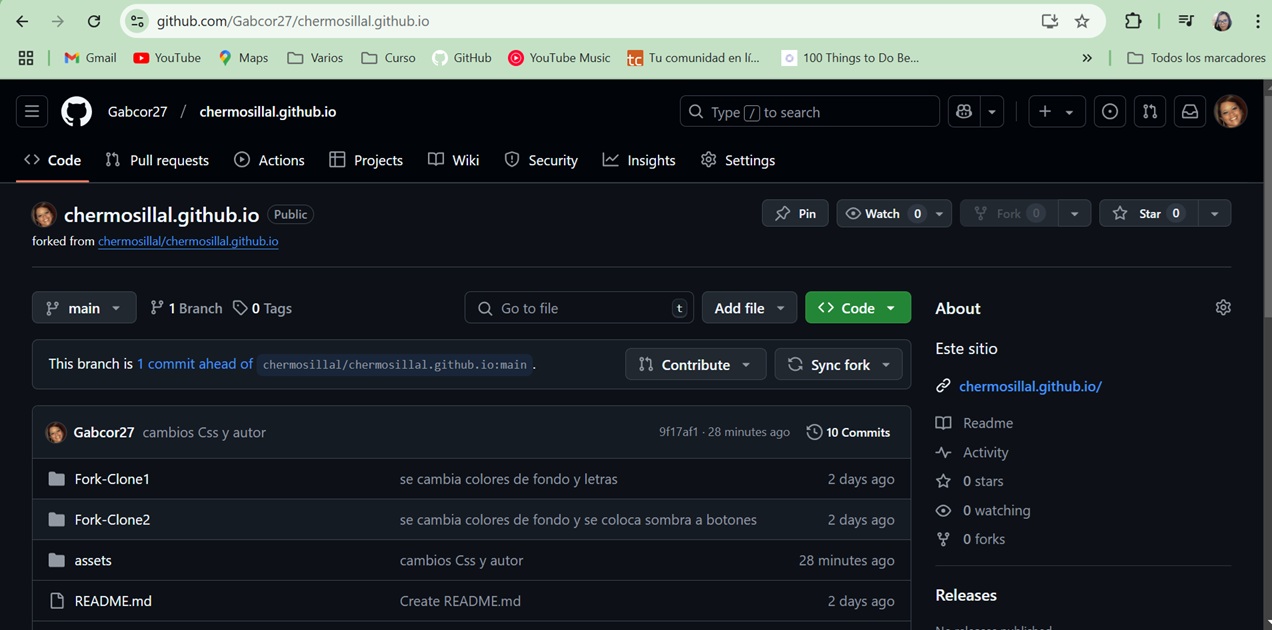 github.com/Gabcor27/chermosillal.github.io
Gmail YouTube Maps Varios Curso GitHub YouTube Music Tu comunidad en lí... 100 Things to Do Be... » Todos los marcadores
Gabcor27 / chermosillal.github.io Type / to search
Code Pull requests Actions Projects Wiki Security Insights Settings
chermosillal.github.io Public Pin Watch 0 Fork 0 Star 0
forked from chermosillal/chermosillal.github.io
main 1 Branch 0 Tags Go to file t Add file Code
This branch is 1 commit ahead of chermosillal/chermosillal.github.io:main . Contribute Sync fork
Gabcor27 cambios Css y autor 9f17af1 · 28 minutes ago 10 Commits
Fork-Clone1 se cambia colores de fondo y letras 2 days ago
Fork-Clone2 se cambia colores de fondo y se coloca sombra a botones 2 days ago
assets cambios Css y autor 28 minutes ago
README.md Create README.md 2 days ago
About
Este sitio
chermosillal.github.io/
Readme
Activity
0 stars
0 watching
0 forks
Releases